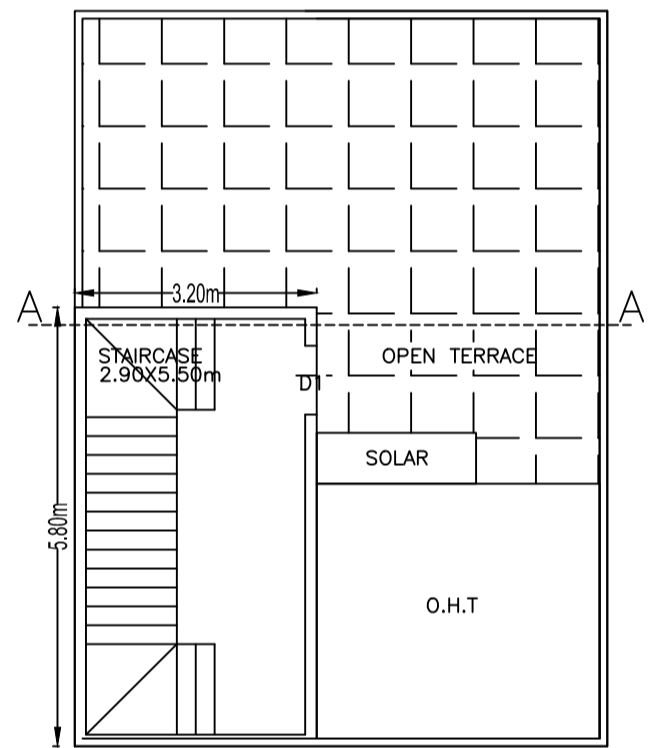 3.20m
A
A
STAIRCASE
2.90X5.50m
OPEN TERRACE
D1
SOLAR
5.80m
O.H.T